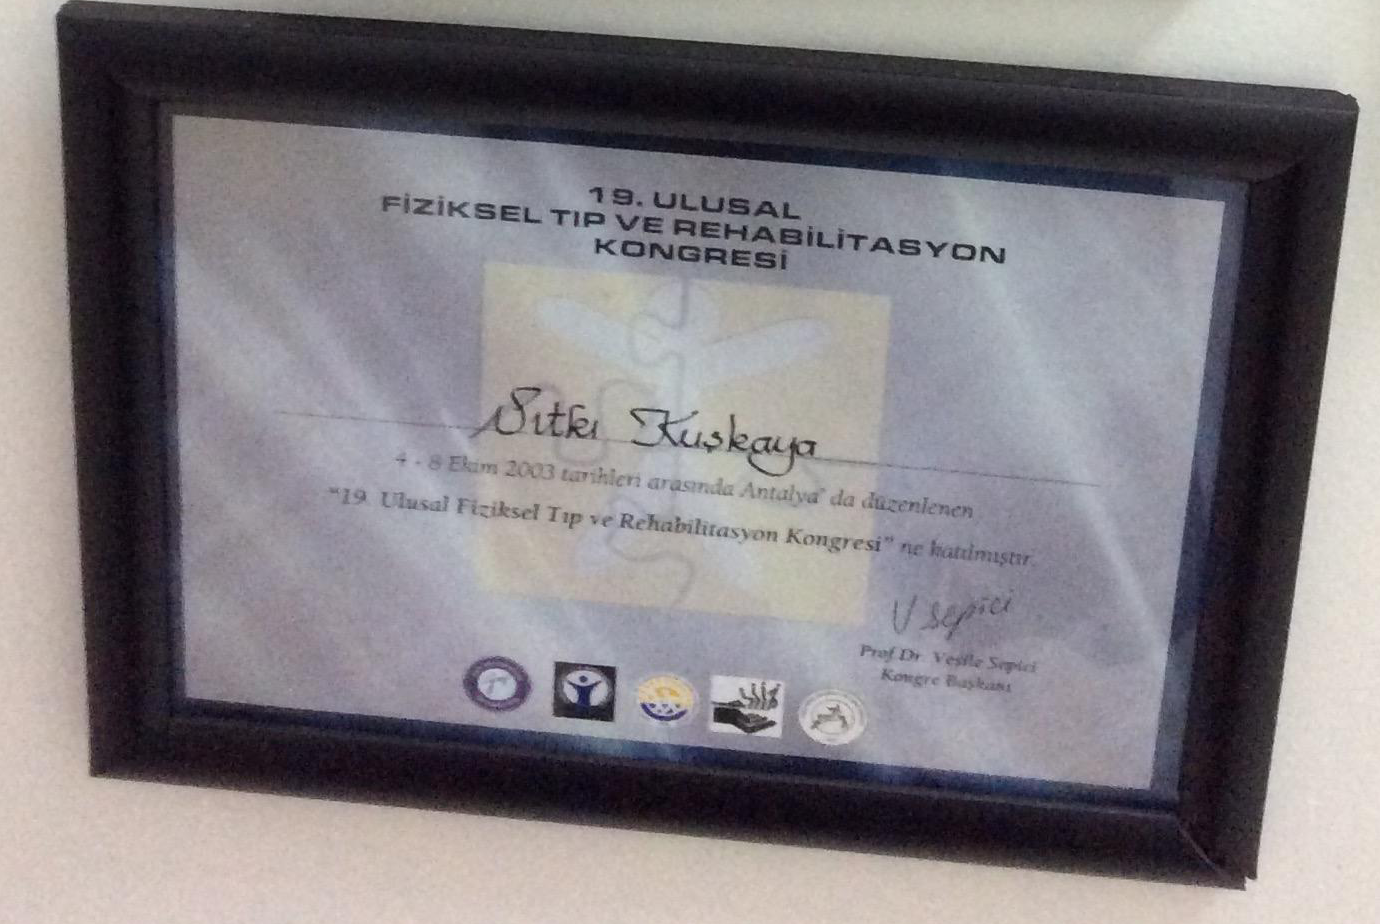 19. ULUSAL
FİZİKSEL TIP VE REHABİLİTASYON
KONGRESİ
Sıtkı Kuşkaya
4 - 8 Ekim 2003 tarihleri arasında Antalya' da düzenlenen
"19. Ulusal Fiziksel Tıp ve Rehabilitasyon Kongresi" ne katılmıştır.
V Sepici
Prof Dr. Vesile Sepici
Kongre Başkanı